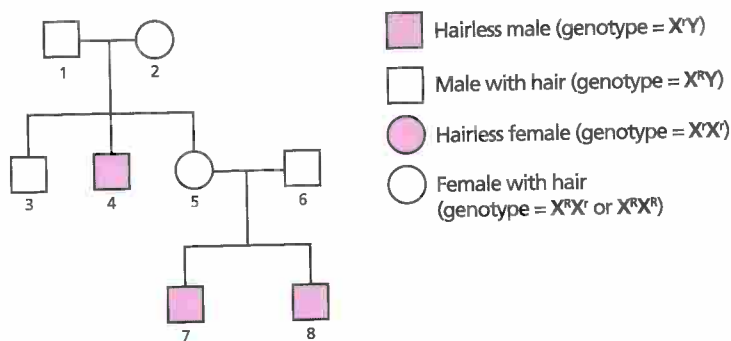 1
2
3
4
5
6
7
8
Hairless male (genotype = XʳY)
Male with hair (genotype = XᴿY)
Hairless female (genotype = XʳXʳ)
Female with hair
(genotype = XᴿXʳ or XᴿXᴿ)